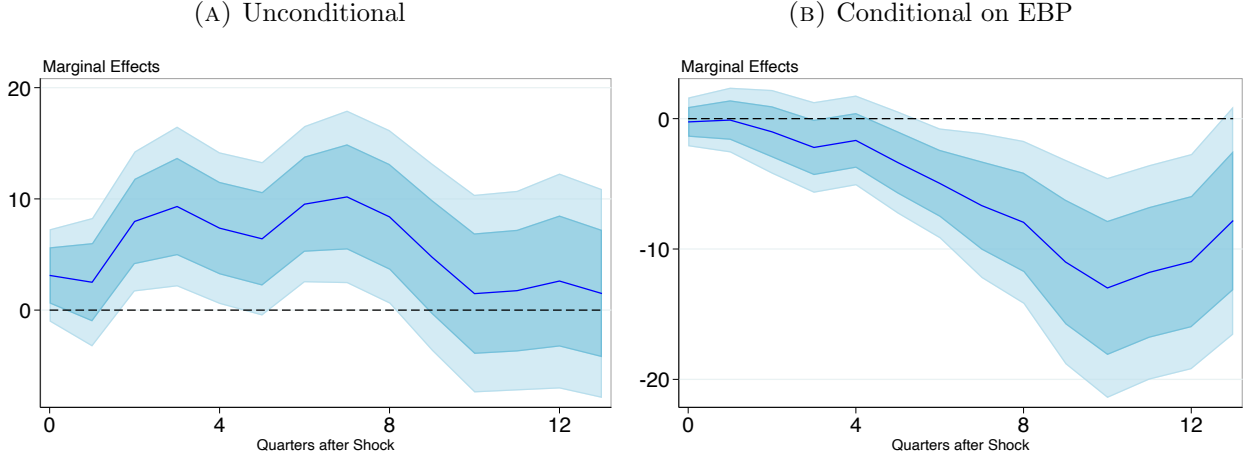 (A) Unconditional
Marginal Effects
20
10
0
0 4 8 12
Quarters after Shock
(B) Conditional on EBP
Marginal Effects
0
-10
-20
0 4 8 12
Quarters after Shock